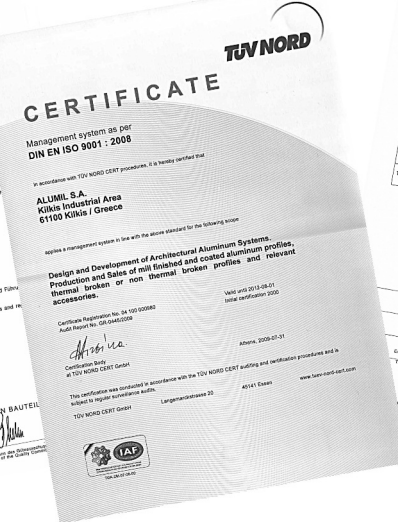 TÜV NORD
CERTIFICATE
Management system as per
DIN EN ISO 9001 : 2008
In accordance with TÜV NORD CERT procedures, it is hereby certified that
ALUMIL S.A.
Kilkis Industrial Area
61100 Kilkis / Greece
applies a management system in line with the above standard for the following scope
Design and Development of Architectural Aluminum Systems.
Production and Sales of mill finished and coated aluminum profiles,
thermal broken or non thermal broken profiles and relevant
accessories.
Certificate Registration No. 04 100 000680
Audit Report No. GR-0446/2009
Valid until 2013-08-01
Initial certification 2000
Certification Body
at TÜV NORD CERT GmbH
Athens, 2009-07-31
This certification was conducted in accordance with the TÜV NORD CERT auditing and certification procedures and is
subject to regular surveillance audits.
TÜV NORD CERT GmbH
Langemarckstrasse 20
45141 Essen
www.tuev-nord-cert.com
IAF
N BAUTEIL